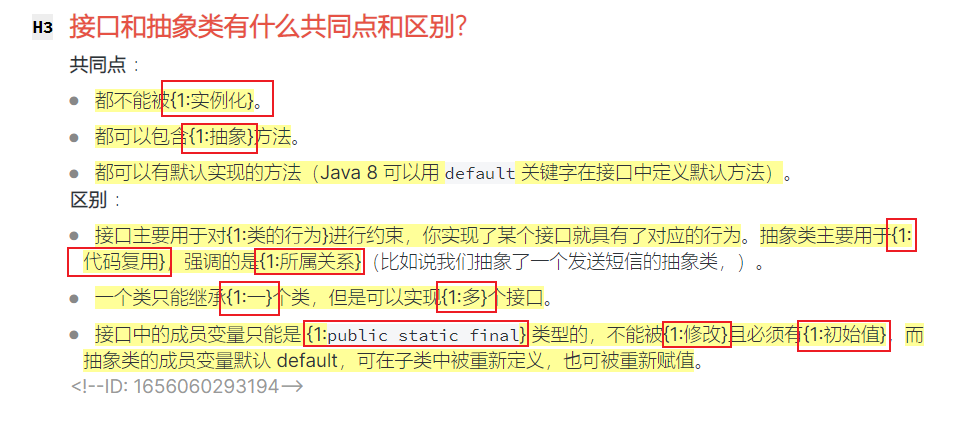 H3 接口和抽象类有什么共同点和区别?
共同点：
都不能被{1:实例化}。
都可以包含{1:抽象}方法。
都可以有默认实现的方法（Java 8 可以用 default 关键字在接口中定义默认方法）。
区别：
接口主要用于对{1:类的行为}进行约束，你实现了某个接口就具有了对应的行为。抽象类主要用于{1:
代码复用}，强调的是{1:所属关系}（比如说我们抽象了一个发送短信的抽象类，）。
一个类只能继承{1:一}个类，但是可以实现{1:多}个接口。
接口中的成员变量只能是 {1:public static final} 类型的，不能被{1:修改}且必须有{1:初始值}，而
抽象类的成员变量默认 default，可在子类中被重新定义，也可被重新赋值。
<!--ID: 1656060293194-->